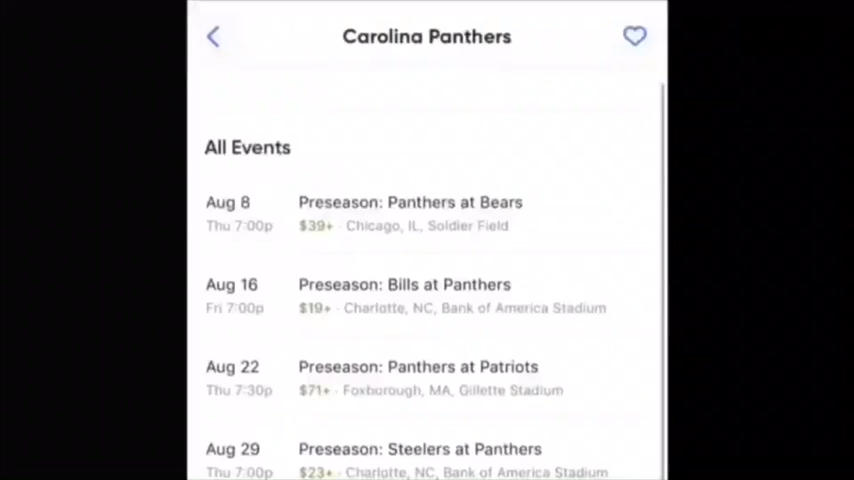 Carolina Panthers
All Events
Aug 8
Preseason: Panthers at Bears
Thu 7:00p
$39+ · Chicago, IL, Soldier Field
Aug 16
Preseason: Bills at Panthers
Fri 7:00p
$19+ · Charlotte, NC, Bank of America Stadium
Aug 22
Preseason: Panthers at Patriots
Thu 7:30p
$71+ · Foxborough, MA, Gillette Stadium
Aug 29
Preseason: Steelers at Panthers
Thu 7:00p
$23+ · Charlotte, NC, Bank of America Stadium